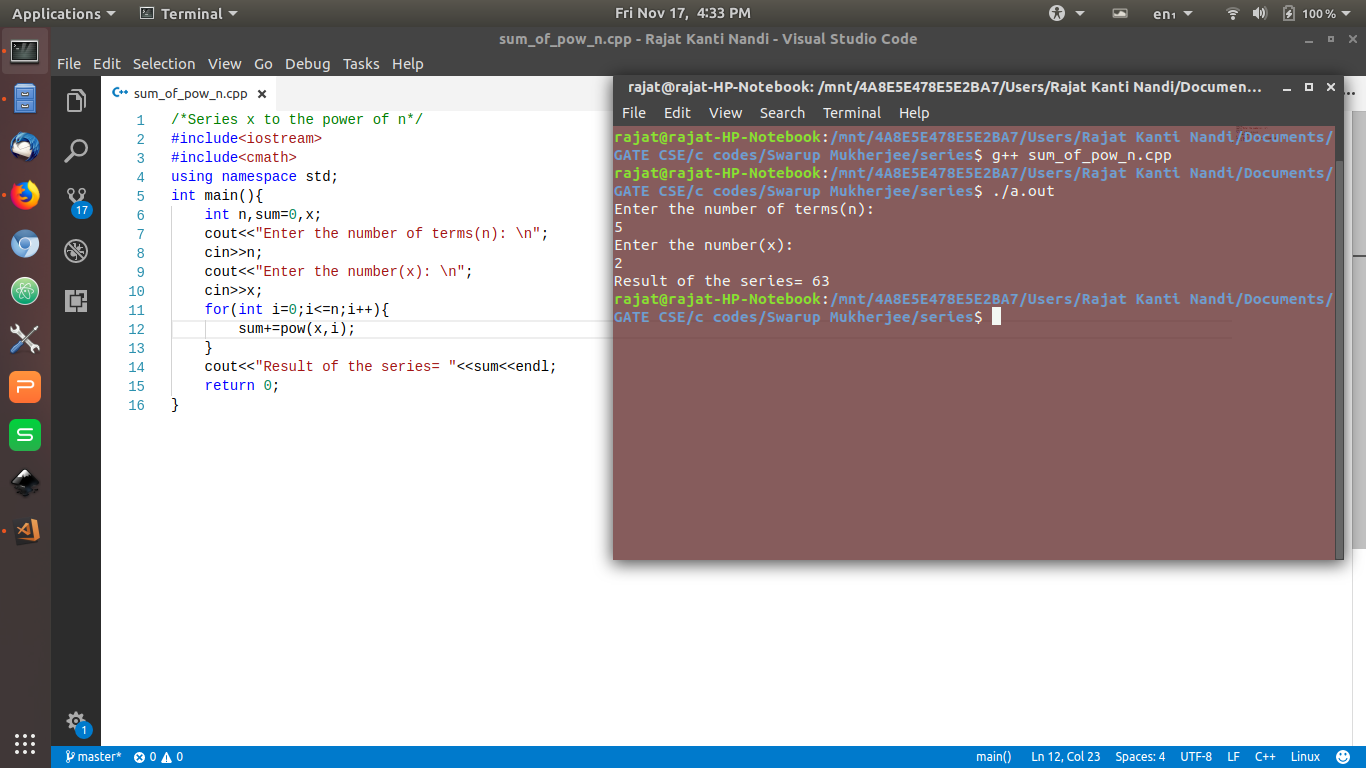 Applications Terminal Fri Nov 17, 4:33 PM en₁ 100 %
sum_of_pow_n.cpp - Rajat Kanti Nandi - Visual Studio Code
File Edit Selection View Go Debug Tasks Help
sum_of_pow_n.cpp
1 /*Series x to the power of n*/
2 #include<iostream>
3 #include<cmath>
4 using namespace std;
5 int main(){
6 int n,sum=0,x;
7 cout<<"Enter the number of terms(n): \n";
8 cin>>n;
9 cout<<"Enter the number(x): \n";
10 cin>>x;
11 for(int i=0;i<=n;i++){
12 sum+=pow(x,i);
13 }
14 cout<<"Result of the series= "<<sum<<endl;
15 return 0;
16 }
17
1
rajat@rajat-HP-Notebook: /mnt/4A8E5E478E5E2BA7/Users/Rajat Kanti Nandi/Documen...
File Edit View Search Terminal Help
rajat@rajat-HP-Notebook:/mnt/4A8E5E478E5E2BA7/Users/Rajat Kanti Nandi/Documents/
GATE CSE/c codes/Swarup Mukherjee/series$ g++ sum_of_pow_n.cpp
rajat@rajat-HP-Notebook:/mnt/4A8E5E478E5E2BA7/Users/Rajat Kanti Nandi/Documents/
GATE CSE/c codes/Swarup Mukherjee/series$ ./a.out
Enter the number of terms(n):
5
Enter the number(x):
2
Result of the series= 63
rajat@rajat-HP-Notebook:/mnt/4A8E5E478E5E2BA7/Users/Rajat Kanti Nandi/Documents/
GATE CSE/c codes/Swarup Mukherjee/series$
master* 0 0 main() Ln 12, Col 23 Spaces: 4 UTF-8 LF C++ Linux